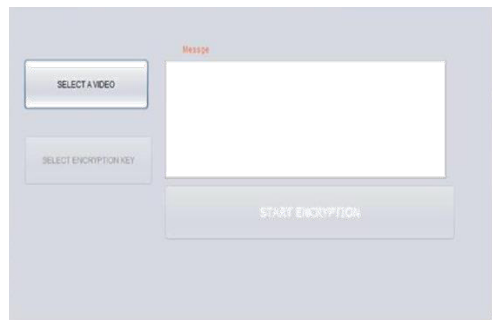 Message
SELECT A VIDEO
SELECT ENCRYPTION KEY
START ENCRYPTION